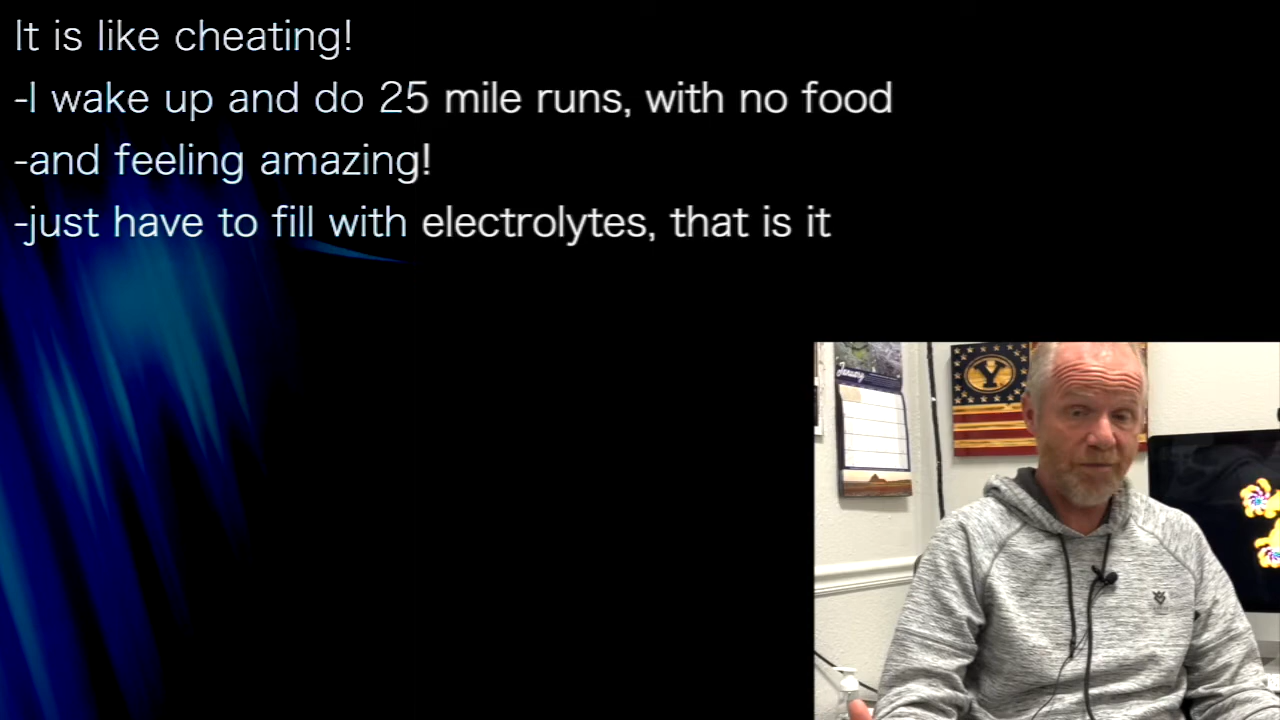 It is like cheating!
-I wake up and do 25 mile runs, with no food
-and feeling amazing!
-just have to fill with electrolytes, that is it
January
Y